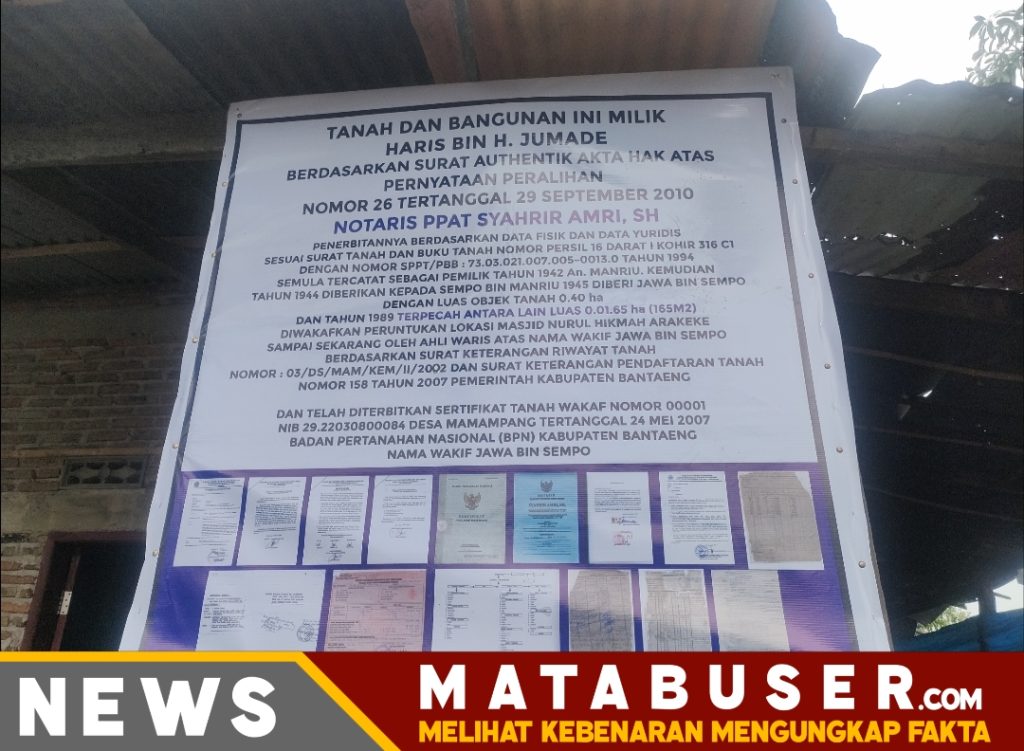 TANAH DAN BANGUNAN INI MILIK
HARIS BIN H. JUMADE
BERDASARKAN SURAT AUTHENTIK AKTA HAK ATAS
PERNYATAAN PERALIHAN
NOMOR 26 TERTANGGAL 29 SEPTEMBER 2010
NOTARIS PPAT SYAHRIR AMRI, SH
PENERBITANNYA BERDASARKAN DATA FISIK DAN DATA YURIDIS
SESUAI SURAT TANAH DAN BUKU TANAH NOMOR PERSIL 16 DARAT I KOHIR 316 C1
DENGAN NOMOR SPPT/PBB : 73.03.021.007.005-0013.0 TAHUN 1994
SEMULA TERCATAT SEBAGAI PEMILIK TAHUN 1942 An. MANRIU. KEMUDIAN
TAHUN 1944 DIBERIKAN KEPADA SEMPO BIN MANRIU 1945 DIBERI JAWA BIN SEMPO
DENGAN LUAS OBJEK TANAH 0.40 ha
DAN TAHUN 1989 TERPECAH ANTARA LAIN LUAS 0.01.65 ha (165M2)
DIWAKAFKAN PERUNTUKAN LOKASI MASJID NURUL HIKMAH ARAKEKE
SAMPAI SEKARANG OLEH AHLI WARIS ATAS NAMA WAKIF JAWA BIN SEMPO
BERDASARKAN SURAT KETERANGAN RIWAYAT TANAH
NOMOR : 03/DS/MAM/KEM/II/2002 DAN SURAT KETERANGAN PENDAFTARAN TANAH
NOMOR 158 TAHUN 2007 PEMERINTAH KABUPATEN BANTAENG
DAN TELAH DITERBITKAN SERTIFIKAT TANAH WAKAF NOMOR 00001
NIB 29.22030800084 DESA MAMAMPANG TERTANGGAL 24 MEI 2007
BADAN PERTANAHAN NASIONAL (BPN) KABUPATEN BANTAENG
NAMA WAKIF JAWA BIN SEMPO
NEWS
MATABUSER.COM
MELIHAT KEBENARAN MENGUNGKAP FAKTA